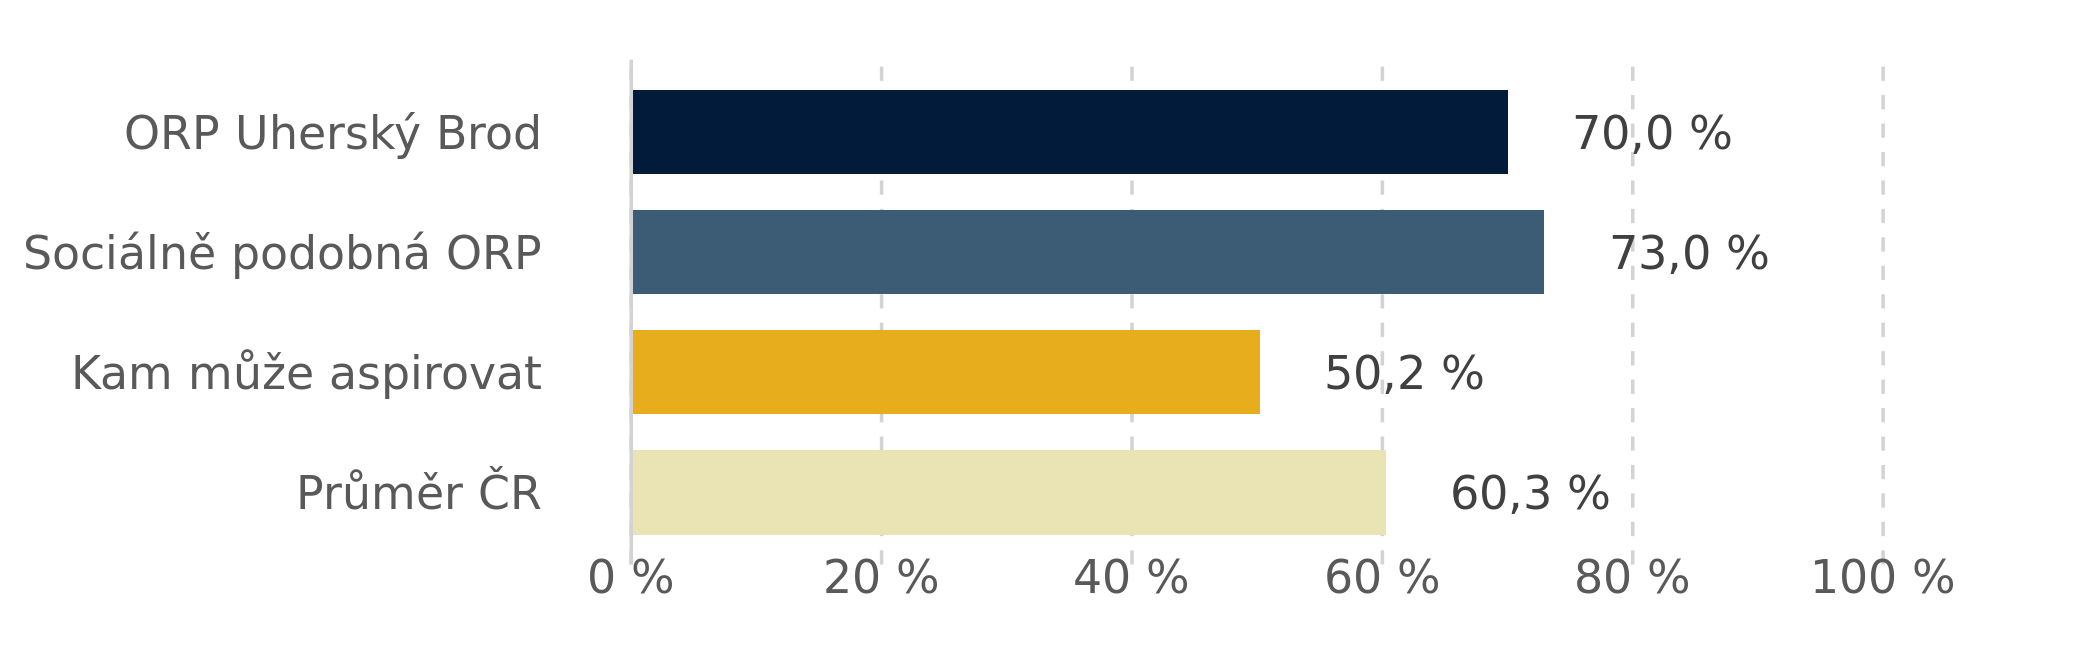 ORP Uherský Brod 70,0 %
Sociálně podobná ORP 73,0 %
Kam může aspirovat 50,2 %
Průměr ČR 60,3 %
0 % 20 % 40 % 60 % 80 % 100 %